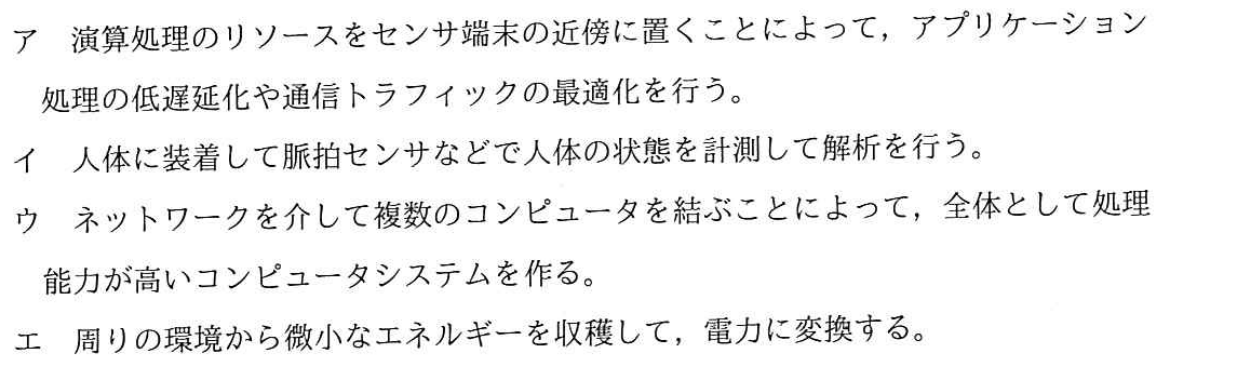 ア　演算処理のリソースをセンサ端末の近傍に置くことによって，アプリケーション
処理の低遅延化や通信トラフィックの最適化を行う。
イ　人体に装着して脈拍センサなどで人体の状態を計測して解析を行う。
ウ　ネットワークを介して複数のコンピュータを結ぶことによって，全体として処理
能力が高いコンピュータシステムを作る。
エ　周りの環境から微小なエネルギーを収穫して，電力に変換する。